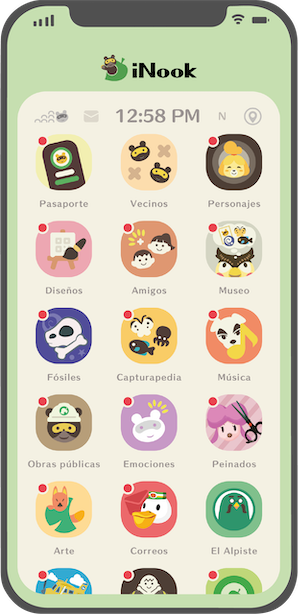 iNook
12:58 PM N
Pasaporte Vecinos Personajes
Diseños Amigos Museo
Fósiles Capturapedia Música
Obras públicas Emociones Peinados
Arte Correos El Alpiste